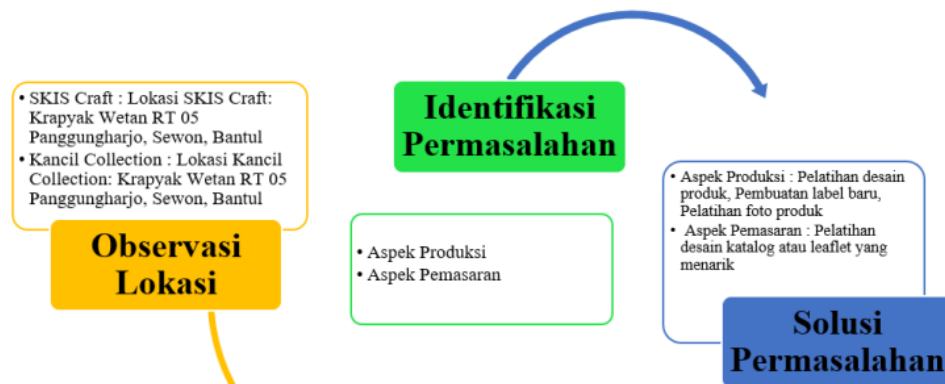 • SKIS Craft : Lokasi SKIS Craft:
Krapyak Wetan RT 05
Panggungharjo, Sewon, Bantul
• Kancil Collection : Lokasi Kancil
Collection: Krapyak Wetan RT 05
Panggungharjo, Sewon, Bantul
Observasi
Lokasi
Identifikasi
Permasalahan
• Aspek Produksi
• Aspek Pemasaran
• Aspek Produksi : Pelatihan desain
produk, Pembuatan label baru,
Pelatihan foto produk
• Aspek Pemasaran : Pelatihan
desain katalog atau leaflet yang
menarik
Solusi
Permasalahan